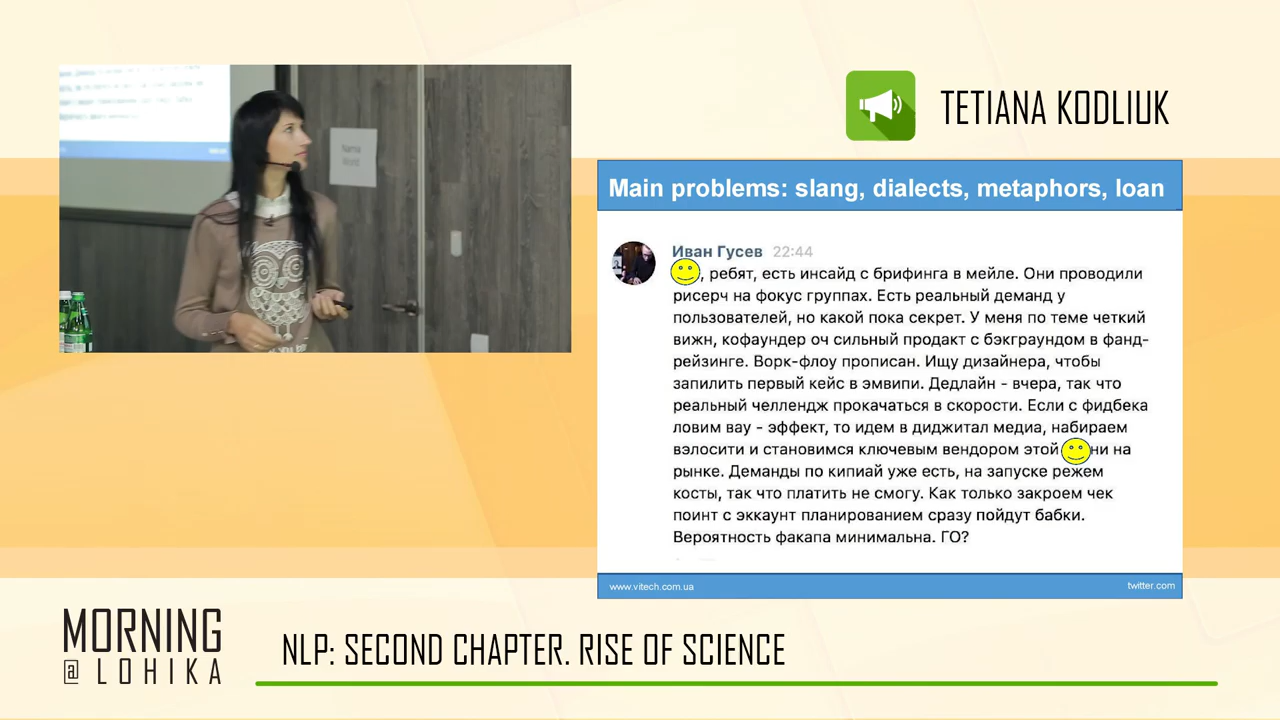 TETIANA KODLIUK
Name
World
Main problems: slang, dialects, metaphors, loan
Иван Гусев 22:44
, ребят, есть инсайд с брифинга в мейле. Они проводили
рисерч на фокус группах. Есть реальный деманд у
пользователей, но какой пока секрет. У меня по теме четкий
вижн, кофаундер оч сильный продакт с бэкграундом в фанд-
рейзинге. Ворк-флоу прописан. Ищу дизайнера, чтобы
запилить первый кейс в эмвипи. Дедлайн - вчера, так что
реальный челлендж прокачаться в скорости. Если с фидбека
ловим вау - эффект, то идем в диджитал медиа, набираем
вэлосити и становимся ключевым вендором этой ни на
рынке. Деманды по кипиай уже есть, на запуске режем
косты, так что платить не смогу. Как только закроем чек
поинт с эккаунт планированием сразу пойдут бабки.
Вероятность факапа минимальна. ГО?
www.vitech.com.ua
twitter.com
MORNING
@ LOHIKA
NLP: SECOND CHAPTER. RISE OF SCIENCE